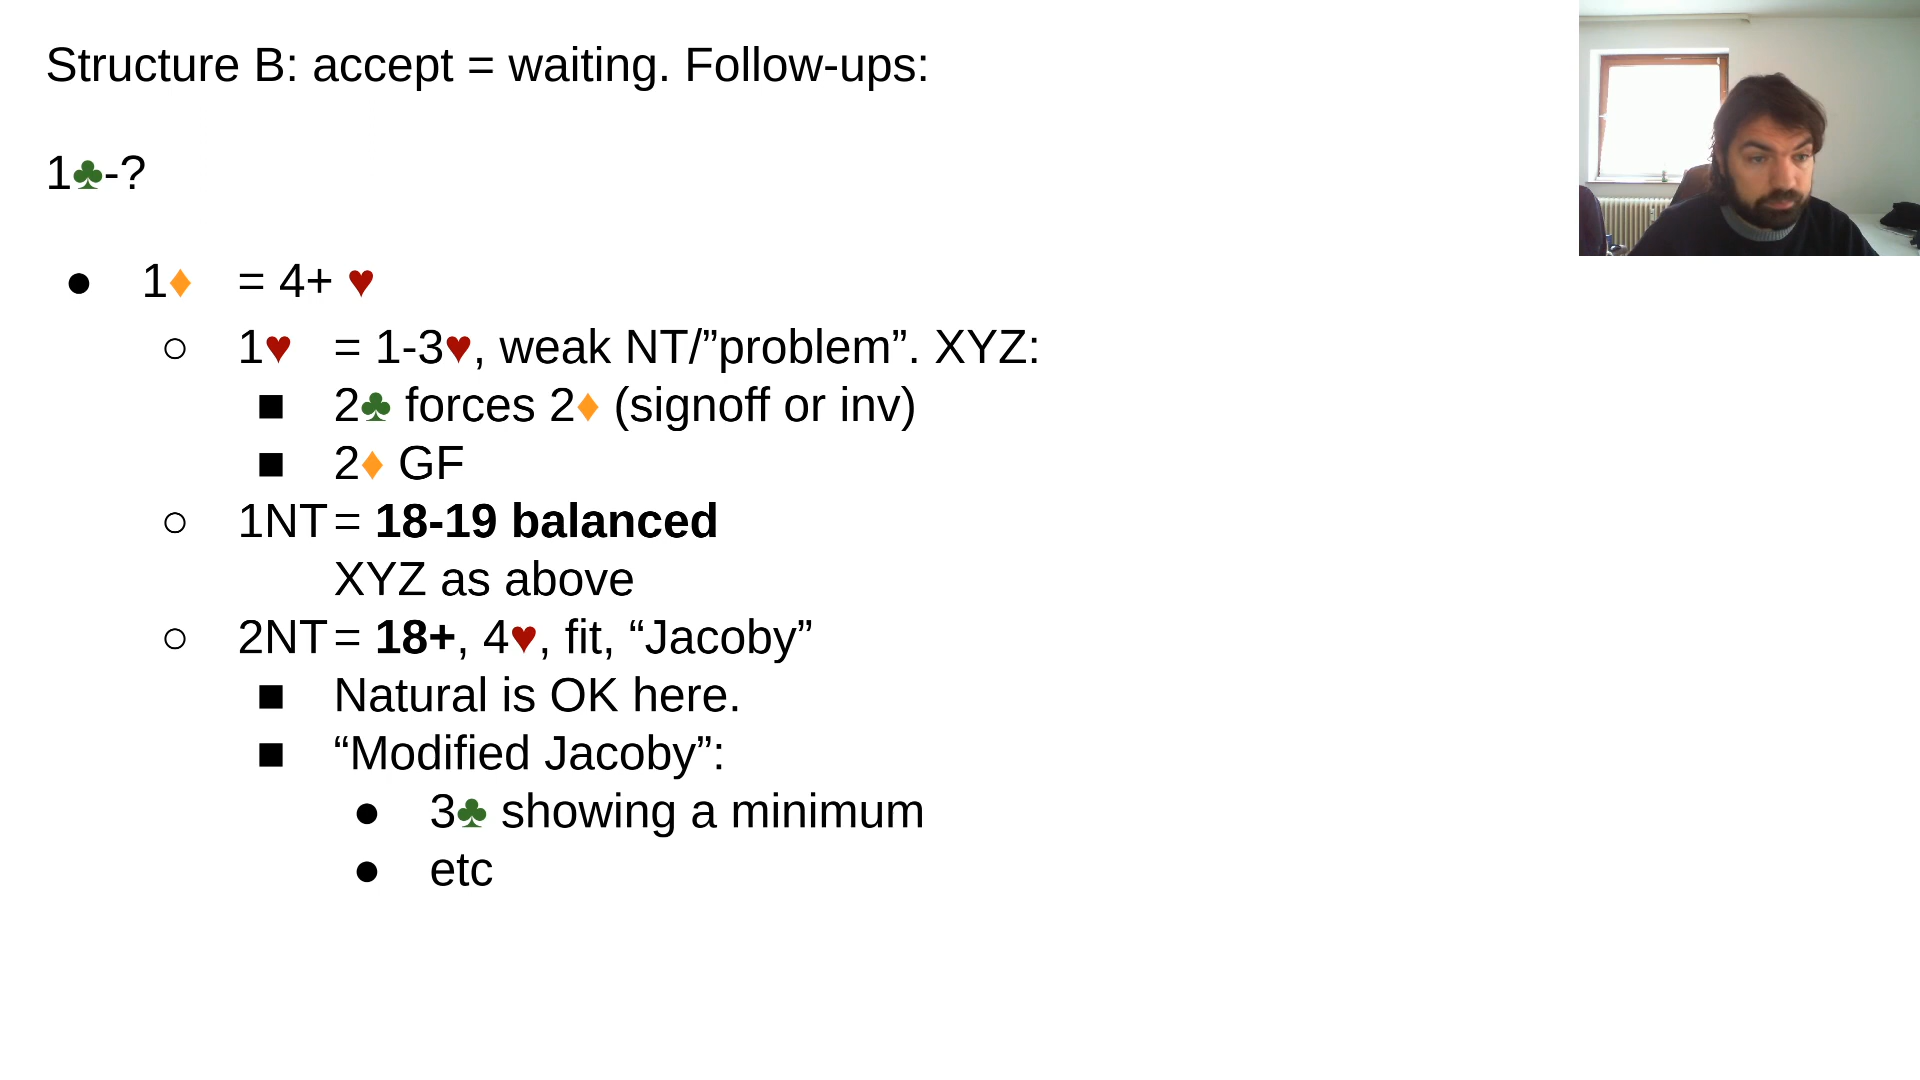 Structure B: accept = waiting. Follow-ups:
1♣-?
● 1♦ = 4+ ♥
○ 1♥ = 1-3♥, weak NT/”problem”. XYZ:
■ 2♣ forces 2♦ (signoff or inv)
■ 2♦ GF
○ 1NT = 18-19 balanced
XYZ as above
○ 2NT = 18+, 4♥, fit, “Jacoby”
■ Natural is OK here.
■ “Modified Jacoby”:
● 3♣ showing a minimum
● etc